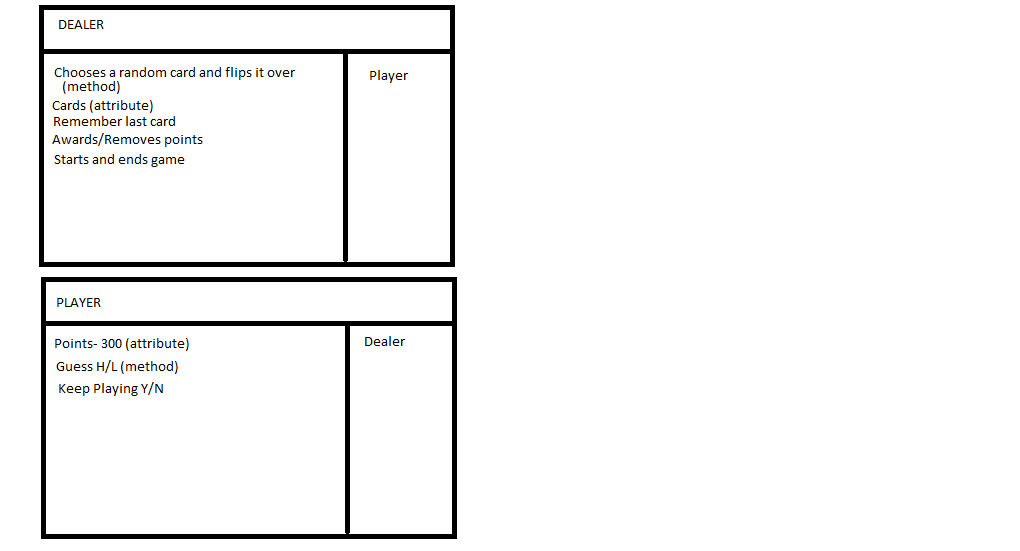 DEALER
Chooses a random card and flips it over
(method)
Cards (attribute)
Remember last card
Awards/Removes points
Starts and ends game
Player
PLAYER
Points- 300 (attribute)
Guess H/L (method)
Keep Playing Y/N
Dealer